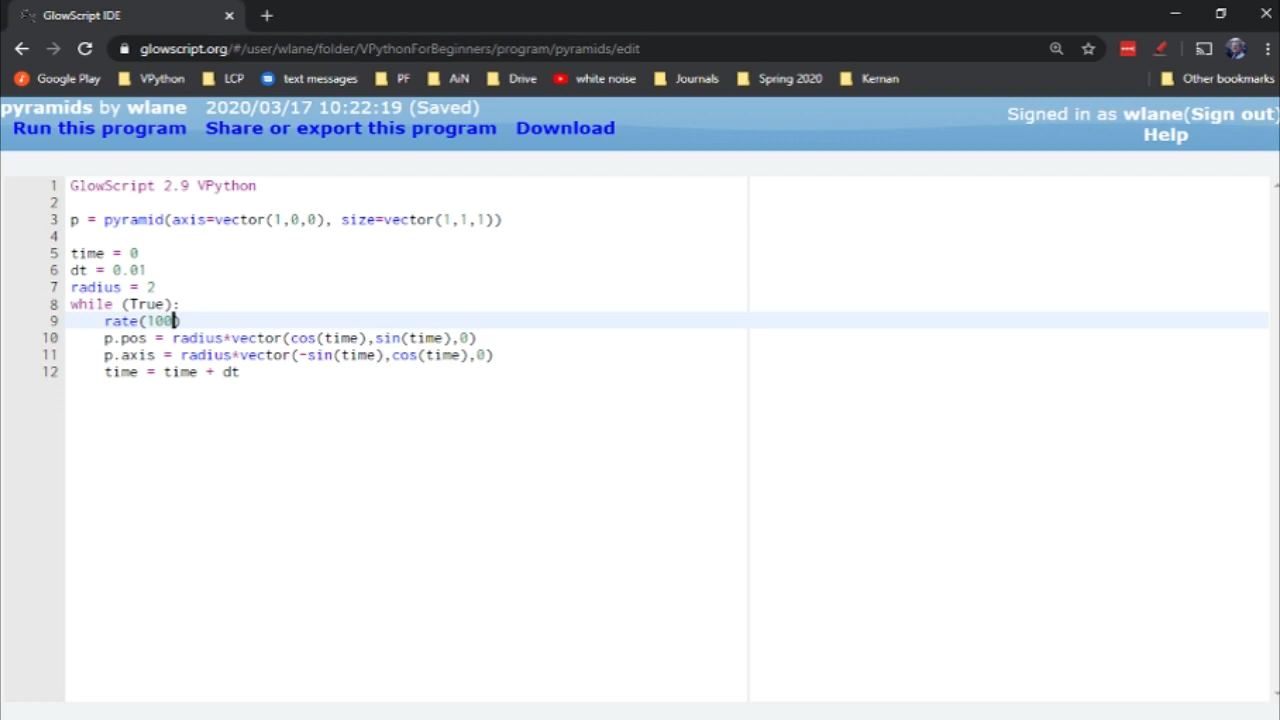 GlowScript IDE
glowscript.org/#/user/wlane/folder/VPythonForBeginners/program/pyramids/edit
Google Play VPython LCP text messages PF AiN Drive white noise Journals Spring 2020 Kernan Other bookmarks
pyramids by wlane 2020/03/17 10:22:19 (Saved) Signed in as wlane(Sign out)
Run this program Share or export this program Download Help
1 GlowScript 2.9 VPython
2
3 p = pyramid(axis=vector(1,0,0), size=vector(1,1,1))
4
5 time = 0
6 dt = 0.01
7 radius = 2
8 while (True):
9 rate(100)
10 p.pos = radius*vector(cos(time),sin(time),0)
11 p.axis = radius*vector(-sin(time),cos(time),0)
12 time = time + dt